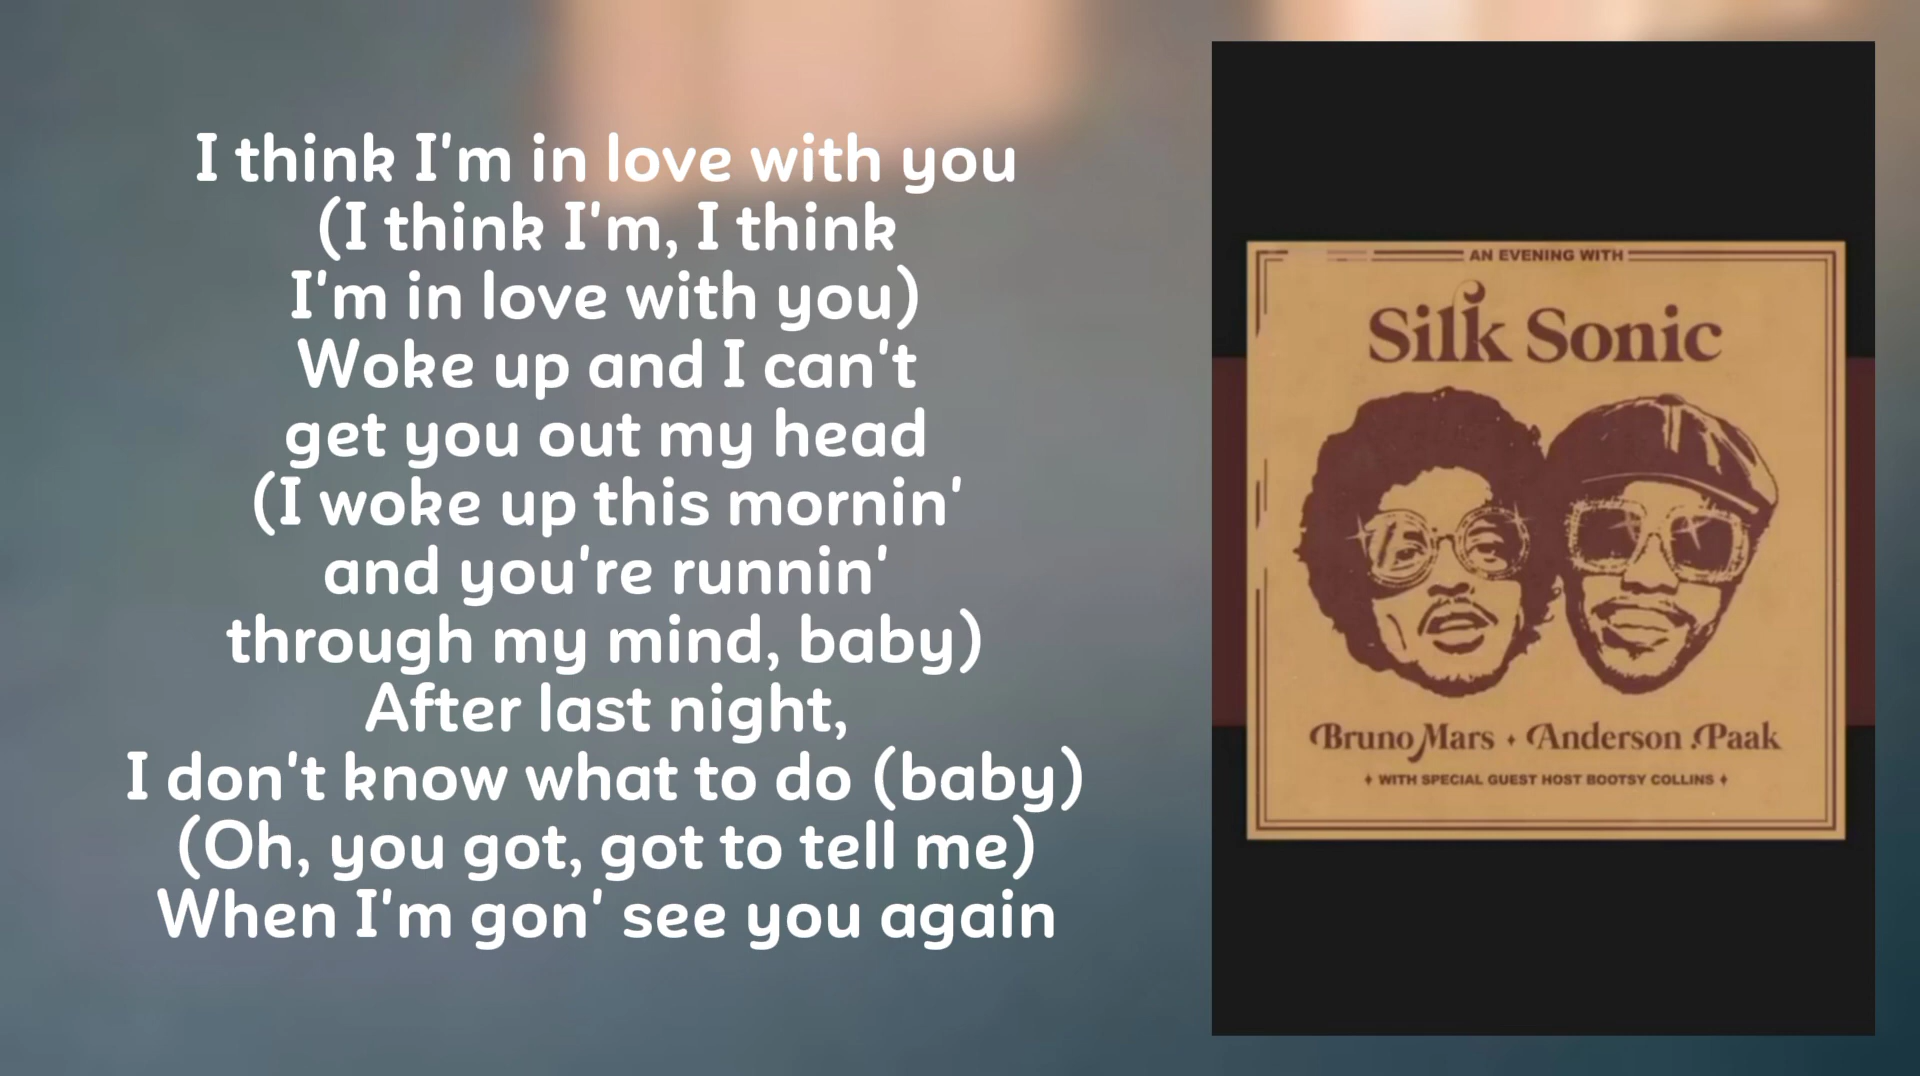 I think I'm in love with you
(I think I'm, I think
I'm in love with you)
Woke up and I can't
get you out my head
(I woke up this mornin'
and you're runnin'
through my mind, baby)
After last night,
I don't know what to do (baby)
(Oh, you got, got to tell me)
When I'm gon' see you again
AN EVENING WITH
Silk Sonic
Bruno Mars ✦ Anderson .Paak
✦ WITH SPECIAL GUEST HOST BOOTSY COLLINS ✦